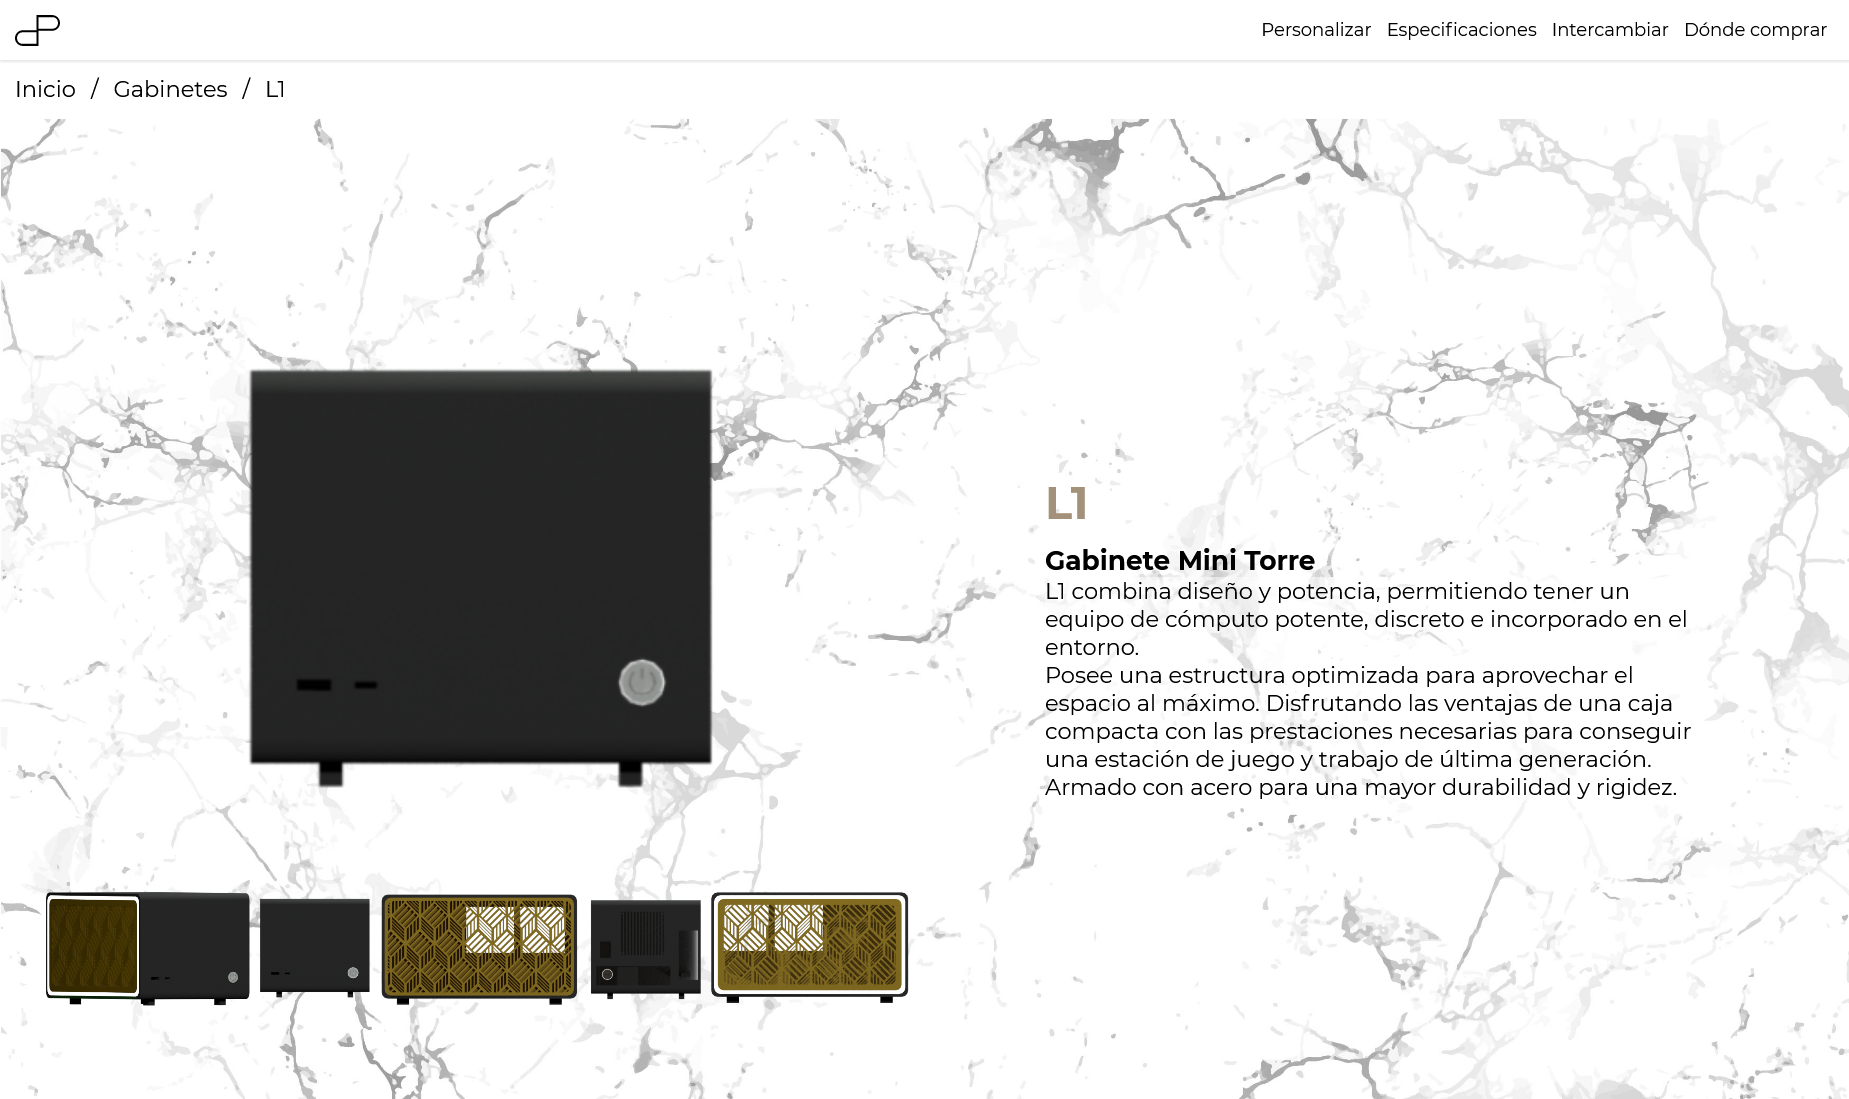 Personalizar Especificaciones Intercambiar Dónde comprar
Inicio / Gabinetes / L1
L1
Gabinete Mini Torre
L1 combina diseño y potencia, permitiendo tener un
equipo de cómputo potente, discreto e incorporado en el
entorno.
Posee una estructura optimizada para aprovechar el
espacio al máximo. Disfrutando las ventajas de una caja
compacta con las prestaciones necesarias para conseguir
una estación de juego y trabajo de última generación.
Armado con acero para una mayor durabilidad y rigidez.